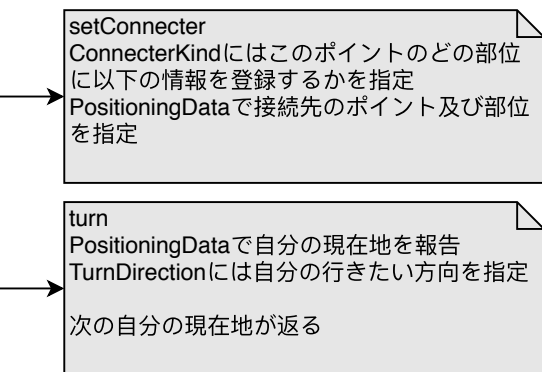 setConnecter
ConnecterKindにはこのポイントのどの部位
に以下の情報を登録するかを指定
PositioningDataで接続先のポイント及び部位
を指定
turn
PositioningDataで自分の現在地を報告
TurnDirectionには自分の行きたい方向を指定
次の自分の現在地が返る